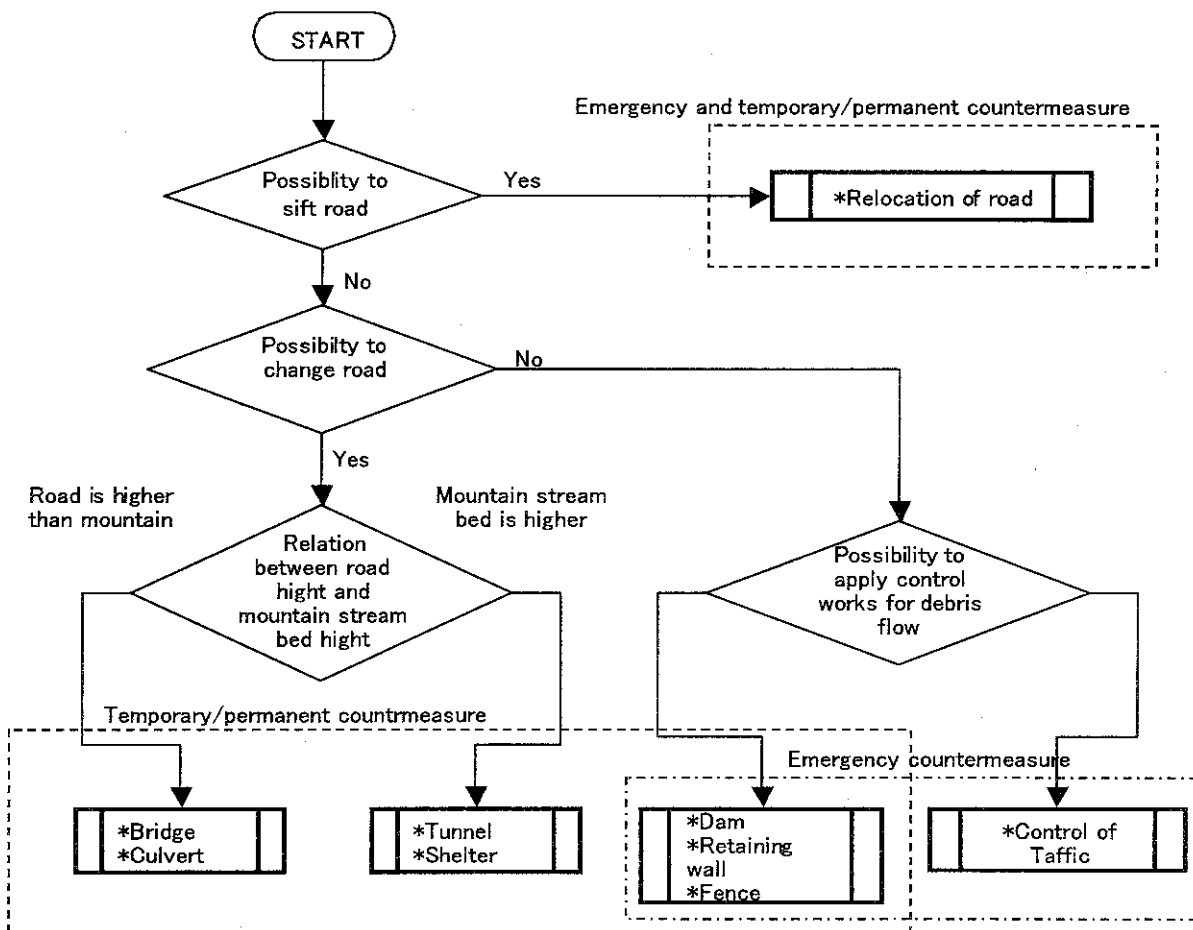 START
Emergency and temporary/permanent countermeasure
Possiblity to
sift road
Yes
*Relocation of road
No
Possibilty to
change road
No
Yes
Road is higher
than mountain
Mountain stream
bed is higher
Relation
between road
hight and
mountain stream
bed hight
Possibility to
apply control
works for debris
flow
Temporary/permanent countrmeasure
Emergency countermeasure
*Bridge
*Culvert
*Tunnel
*Shelter
*Dam
*Retaining
wall
*Fence
*Control of
Taffic